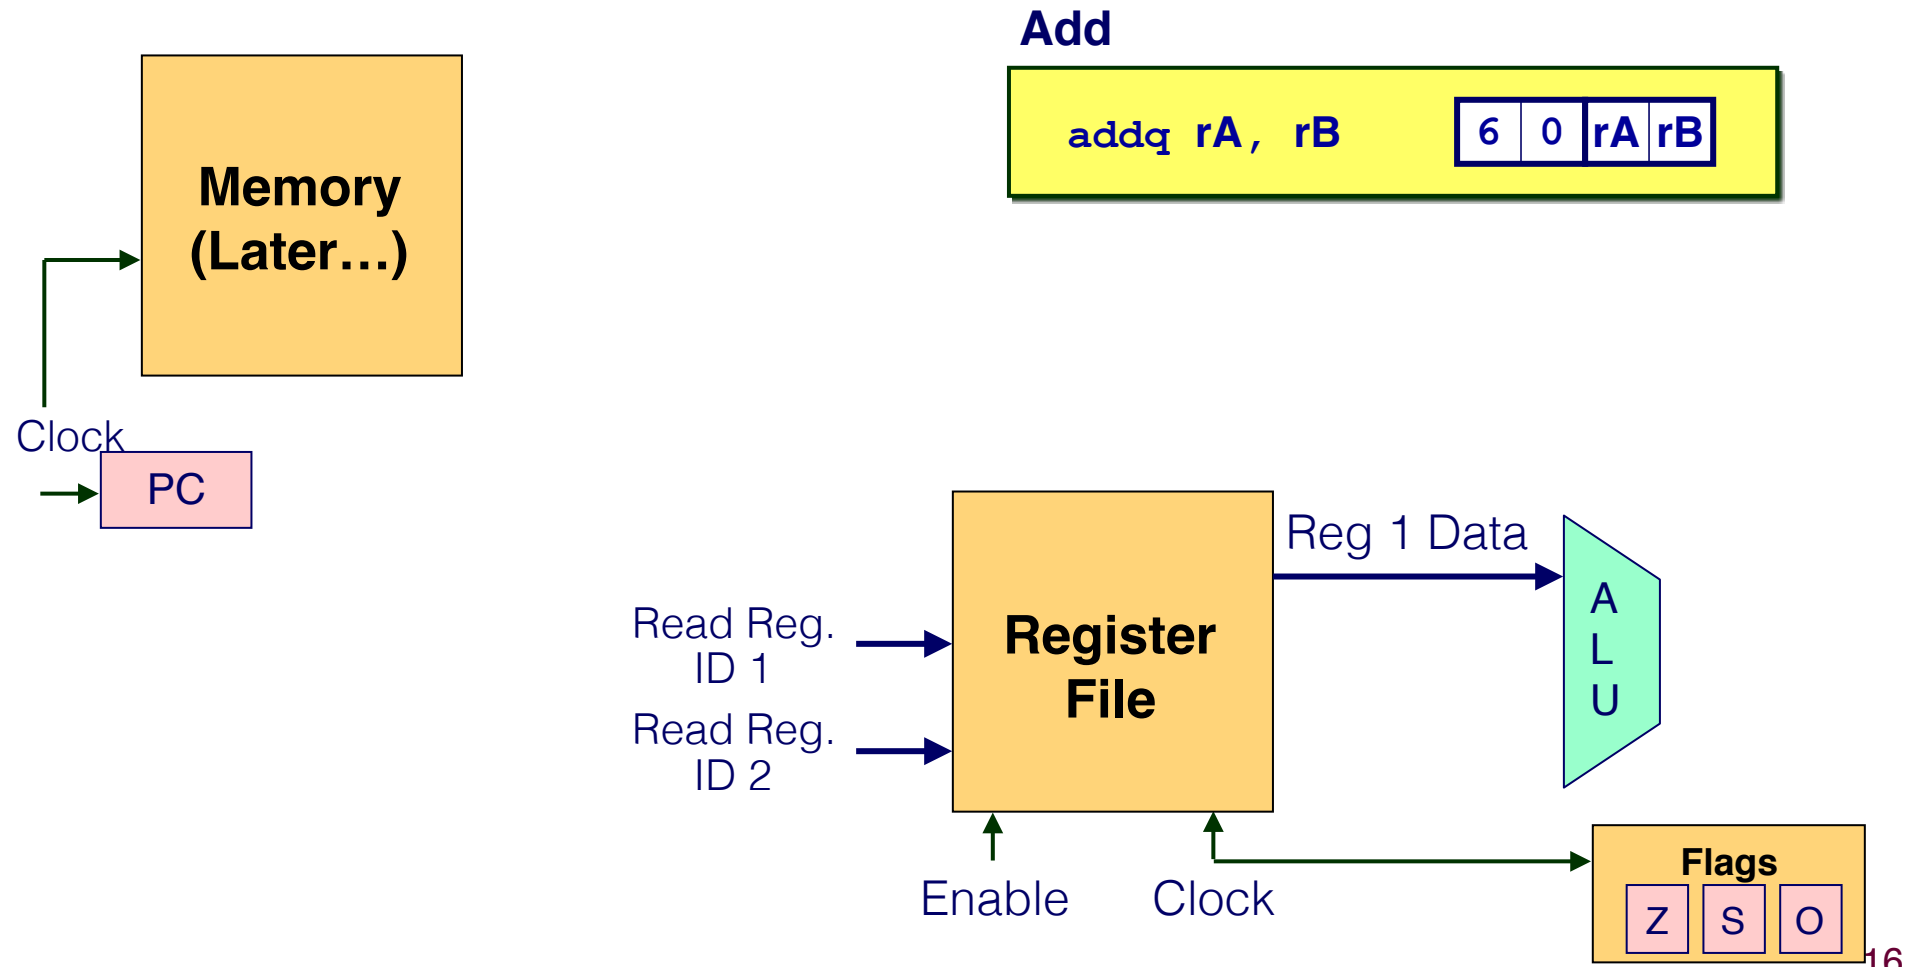 Add
addq rA, rB
6 0 rA rB
Memory
(Later…)
Clock
PC
Reg 1 Data
Read Reg.
ID 1
Read Reg.
ID 2
Register
File
A
L
U
Enable
Clock
Flags
Z S O
16